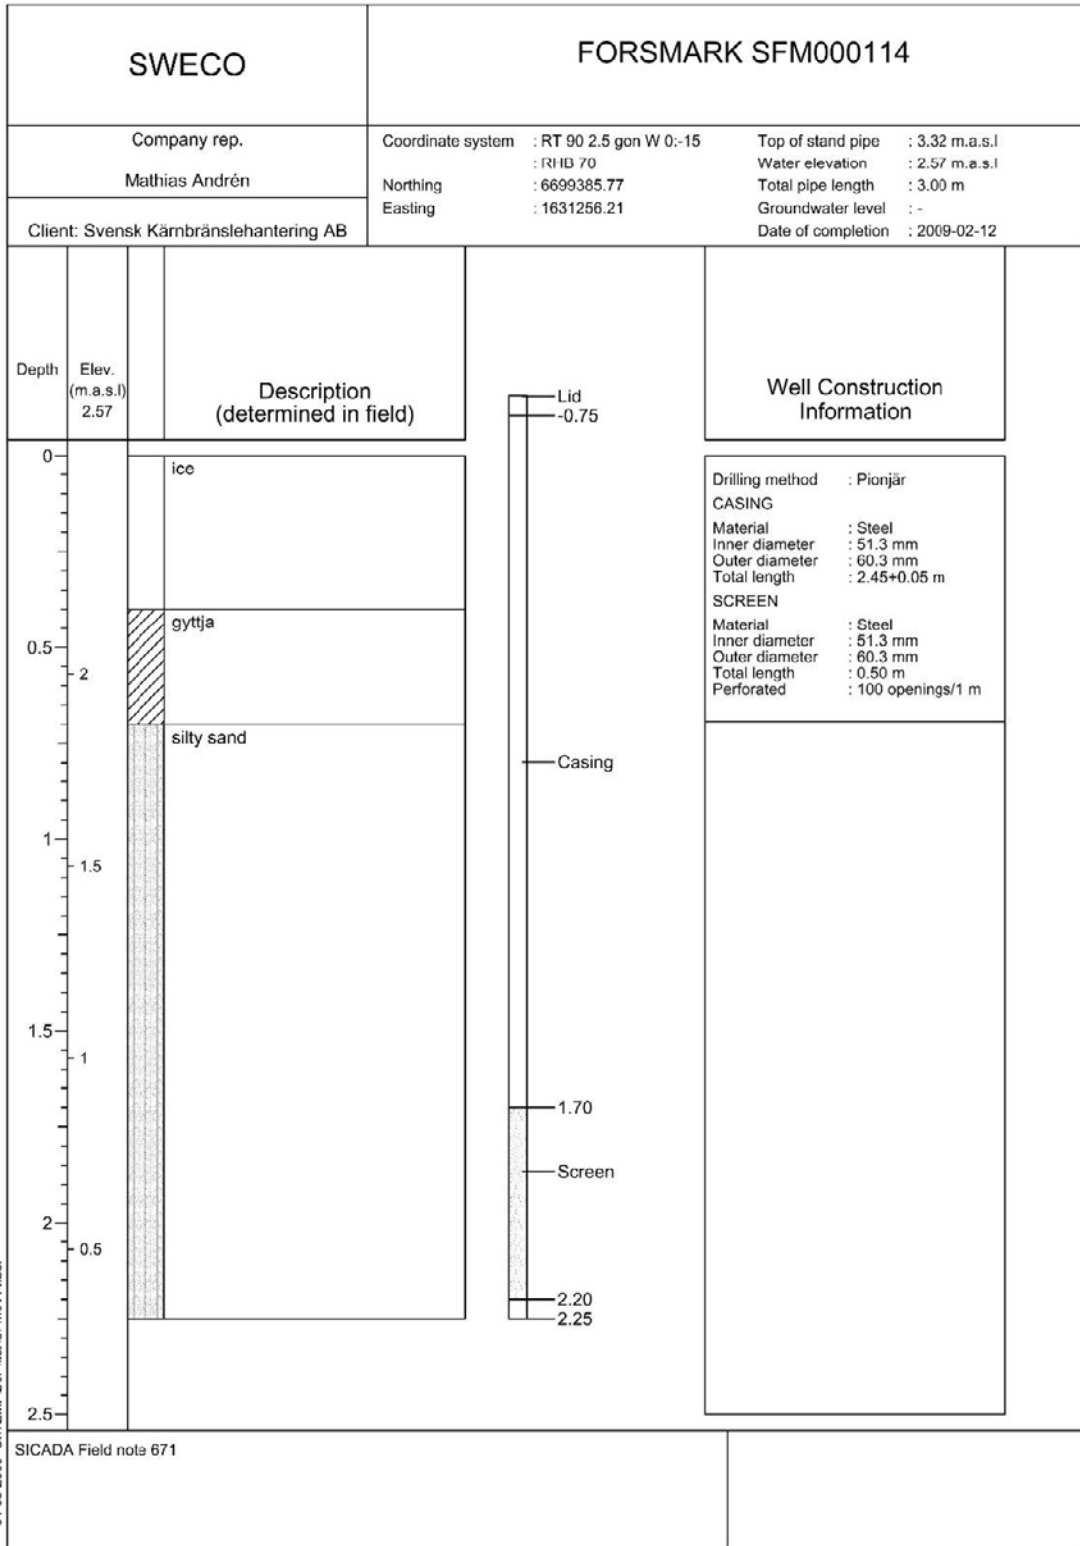 SWECO
FORSMARK SFM000114
Company rep.
Mathias Andrén
Client: Svensk Kärnbränslehantering AB
Coordinate system : RT 90 2.5 gon W 0:-15
: RHB 70
Northing : 6699385.77
Easting : 1631256.21
Top of stand pipe : 3.32 m.a.s.l
Water elevation : 2.57 m.a.s.l
Total pipe length : 3.00 m
Groundwater level : -
Date of completion : 2009-02-12
Depth
Elev.
(m.a.s.l)
2.57
Description
(determined in field)
Well Construction
Information
Lid
-0.75
0
ice
gyttja
0.5
2
silty sand
Casing
1
1.5
1.5
1
1.70
Screen
2
0.5
2.20
2.25
2.5
Drilling method : Pionjär
CASING
Material : Steel
Inner diameter : 51.3 mm
Outer diameter : 60.3 mm
Total length : 2.45+0.05 m
SCREEN
Material : Steel
Inner diameter : 51.3 mm
Outer diameter : 60.3 mm
Total length : 0.50 m
Perforated : 100 openings/1 m
SICADA Field note 671